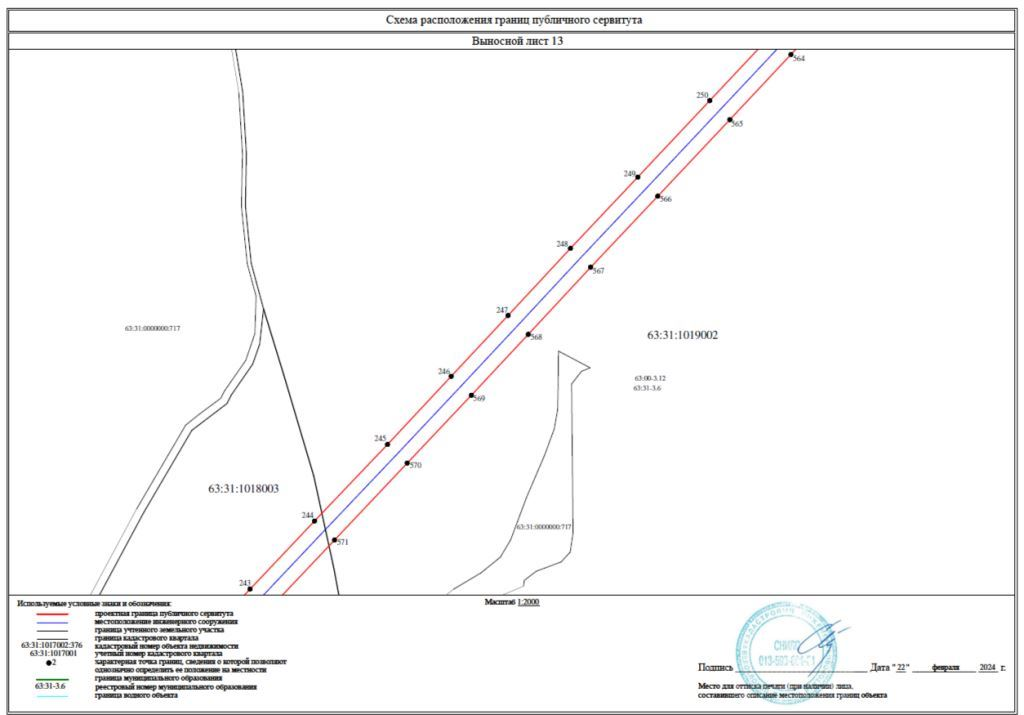 Схема расположения границ публичного сервитута
Выносной лист 13
564
250
565
249
566
248
567
247
63:31:0000000:717
568
63:31:1019002
246
63:00-3.12
63:31-3.6
569
245
570
63:31:1018003
244
63:31:0000000:717
571
243
Используемые условные знаки и обозначения:
Масштаб 1:2000
проектная граница публичного сервитута
местоположение инженерного сооружения
граница учтенного земельного участка
граница кадастрового квартала
63:31:1017002:376 кадастровый номер объекта недвижимости
63:31:1017001 учетный номер кадастрового квартала
2 характерная точка границ, сведения о которой позволяют
однозначно определить ее положение на местности
граница муниципального образования
63:31-3.6 реестровый номер муниципального образования
граница водного объекта
СНИЛС
Подпись Дата "22" февраля 2024 г.
Место для оттиска печати (при наличии) лица,
составившего описание местоположения границ объекта